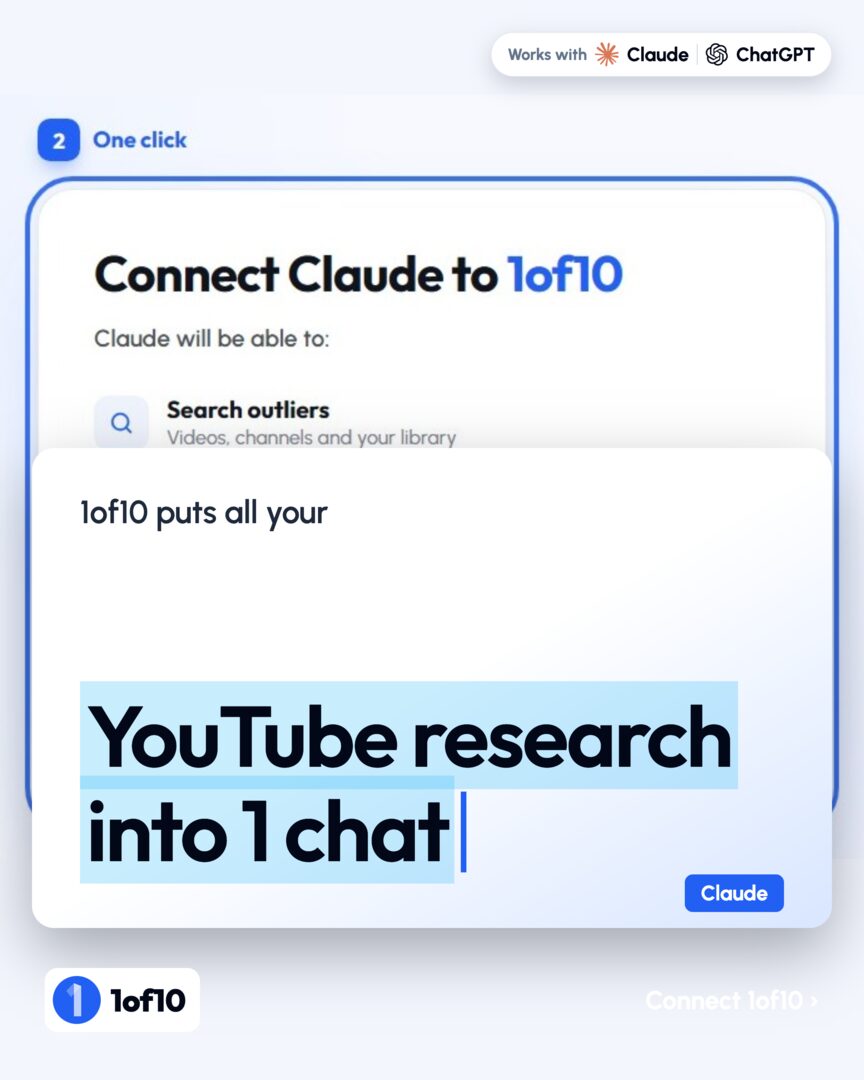 Works with Claude ChatGPT
2 One click
Connect Claude to 1of10
Claude will be able to:
Search outliers
Videos, channels and your library
1of10 puts all your
YouTube research
into 1 chat
Claude
1 1of10
Connect 1of10 ›